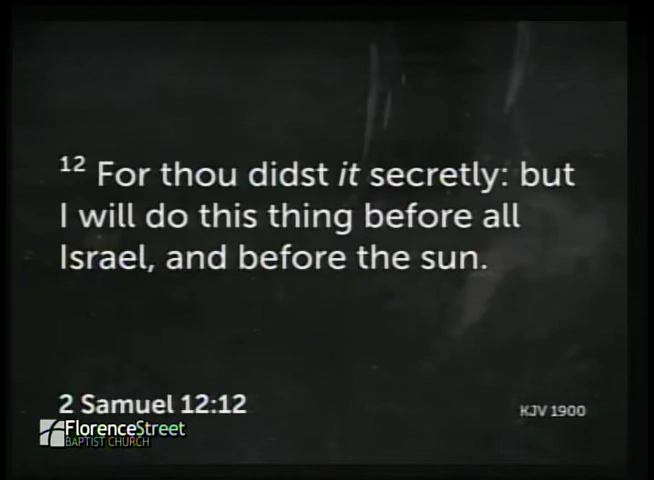 12 For thou didst it secretly: but
I will do this thing before all
Israel, and before the sun.
2 Samuel 12:12
KJV 1900
FlorenceStreet
BAPTIST CHURCH